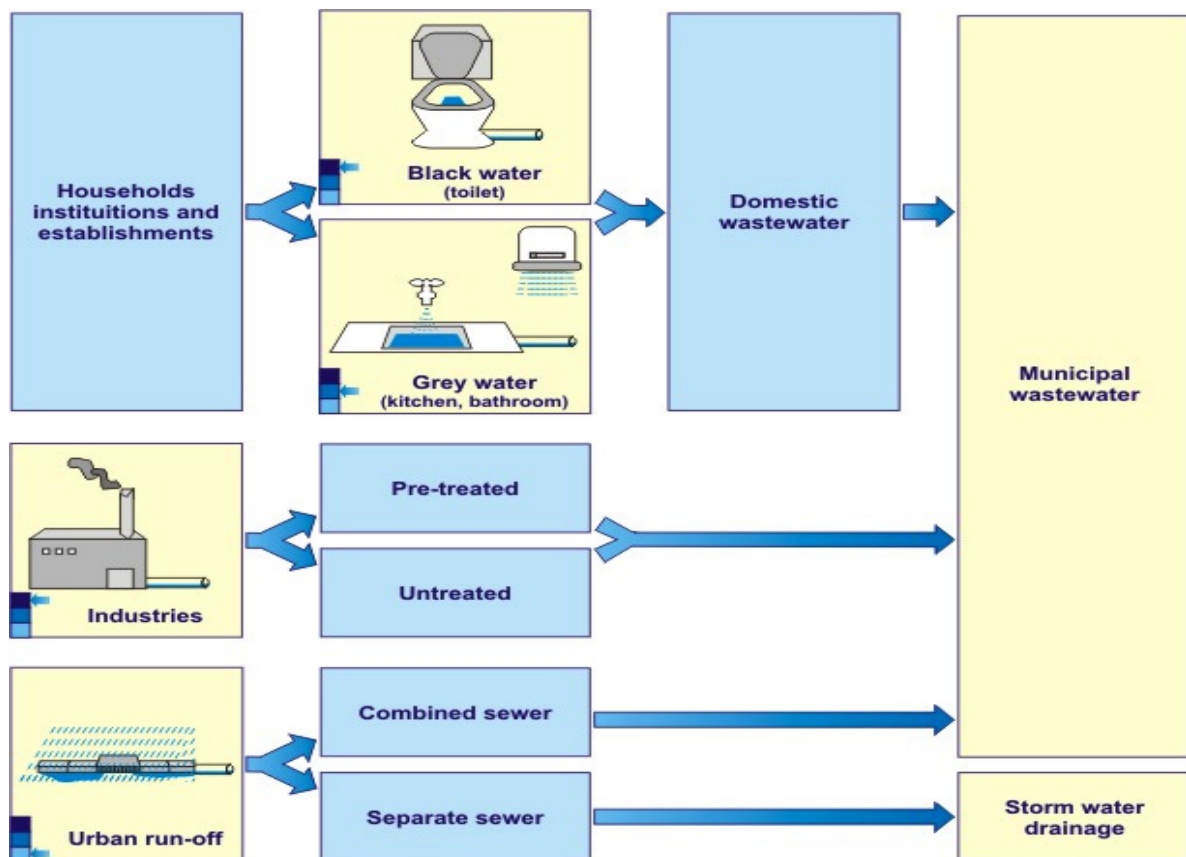 Households
instituitions and
establishments
Black water
(toilet)
Grey water
(kitchen, bathroom)
Domestic
wastewater
Municipal
wastewater
Industries
Pre-treated
Untreated
Urban run-off
Combined sewer
Separate sewer
Storm water
drainage